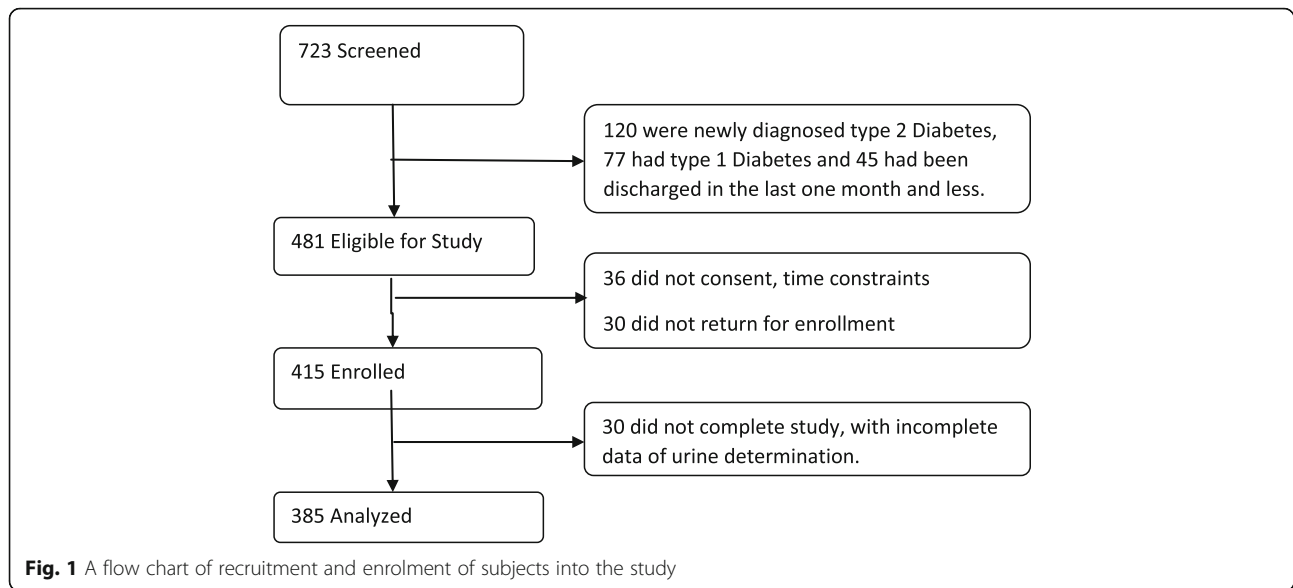 723 Screened
120 were newly diagnosed type 2 Diabetes,
77 had type 1 Diabetes and 45 had been
discharged in the last one month and less.
481 Eligible for Study
36 did not consent, time constraints
30 did not return for enrollment
415 Enrolled
30 did not complete study, with incomplete
data of urine determination.
385 Analyzed
Fig. 1 A flow chart of recruitment and enrolment of subjects into the study